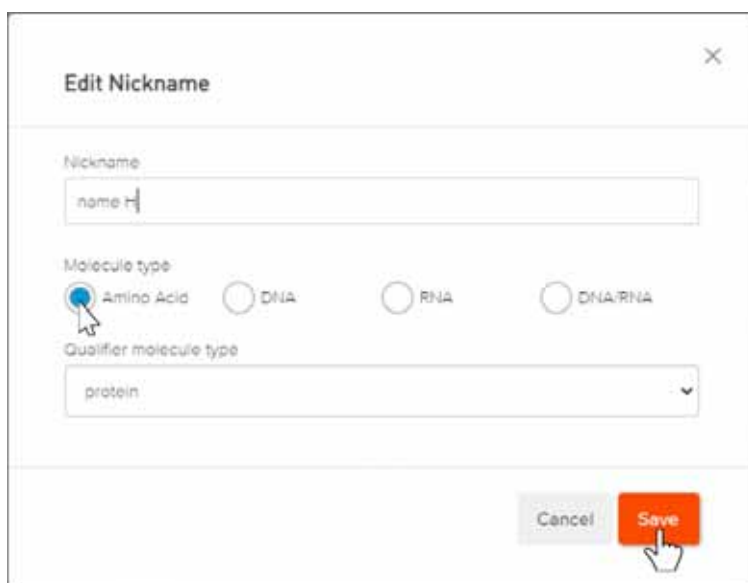 Edit Nickname
Nickname
name H
Molecule type
Amino Acid DNA RNA DNA/RNA
Qualifier molecule type
protein
Cancel Save